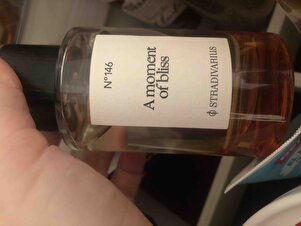 N°146
A moment
of bliss
STRADIVARIUS